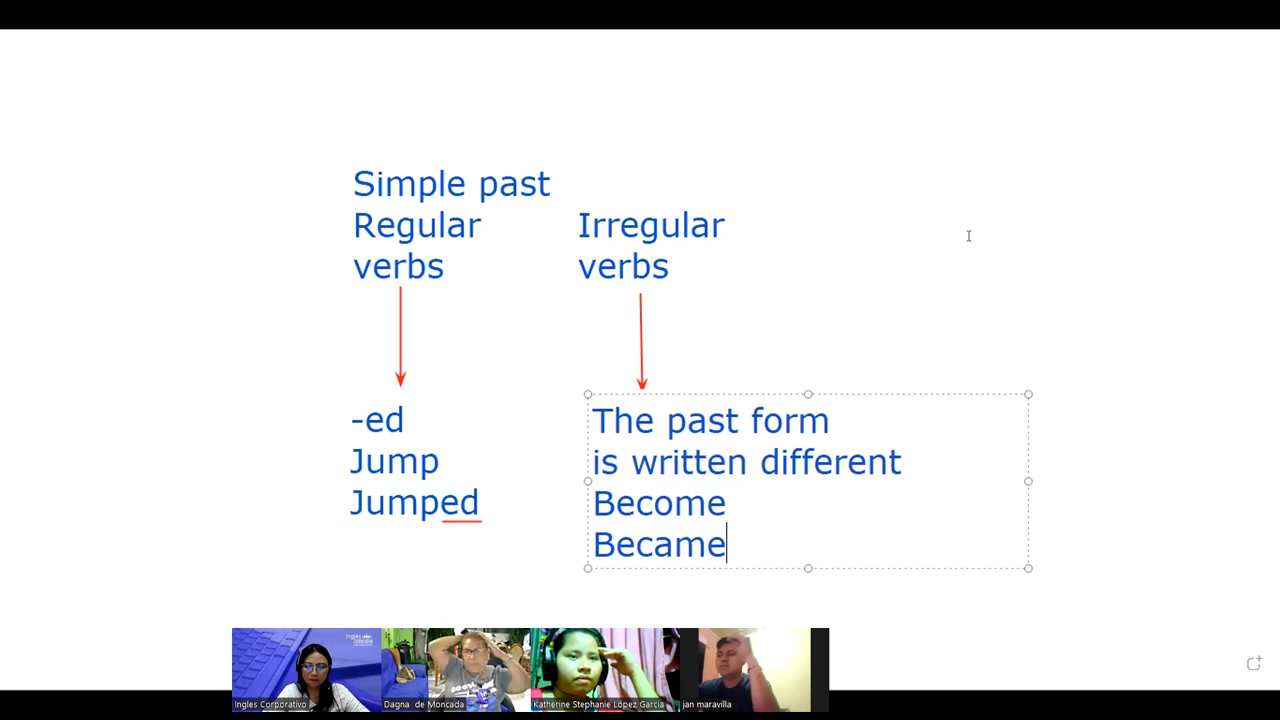 Simple past
Regular
verbs
Irregular
verbs
-ed
Jump
Jumped
The past form
is written different
Become
Became
Ingles Corporativo
Dagna de Moncada
Katherine Stephanie López Garcia
jan maravilla